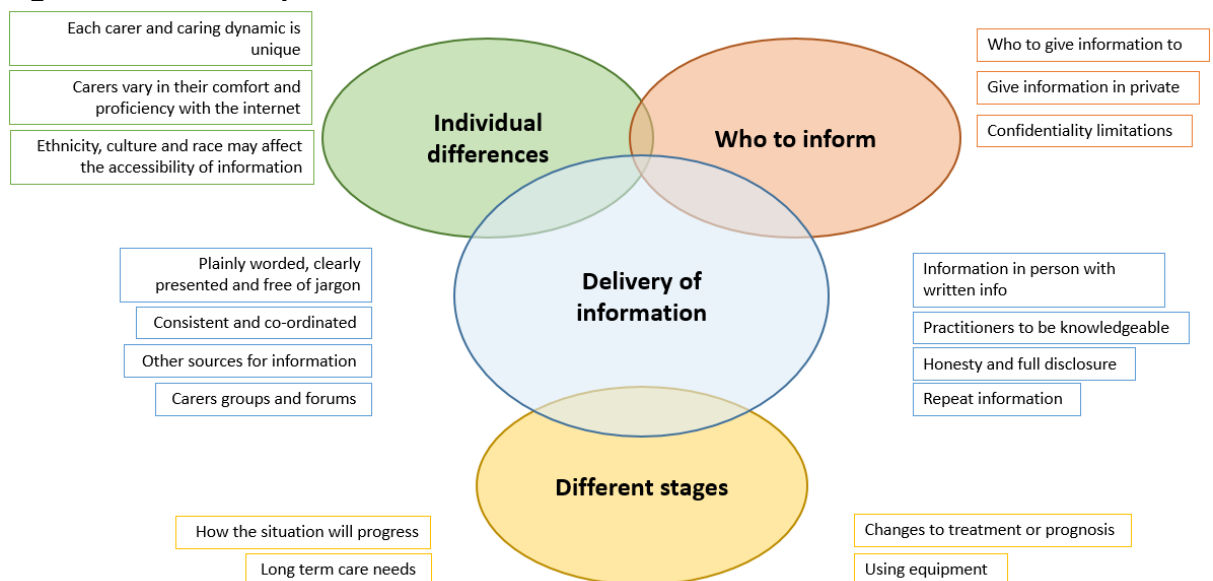 Each carer and caring dynamic is
unique
Carers vary in their comfort and
proficiency with the internet
Ethnicity, culture and race may affect
the accessibility of information
Individual
differences
Who to inform
Who to give information to
Give information in private
Confidentiality limitations
Plainly worded, clearly
presented and free of jargon
Consistent and co-ordinated
Other sources for information
Carers groups and forums
Delivery of
information
Information in person with
written info
Practitioners to be knowledgeable
Honesty and full disclosure
Repeat information
Different stages
How the situation will progress
Long term care needs
Changes to treatment or prognosis
Using equipment